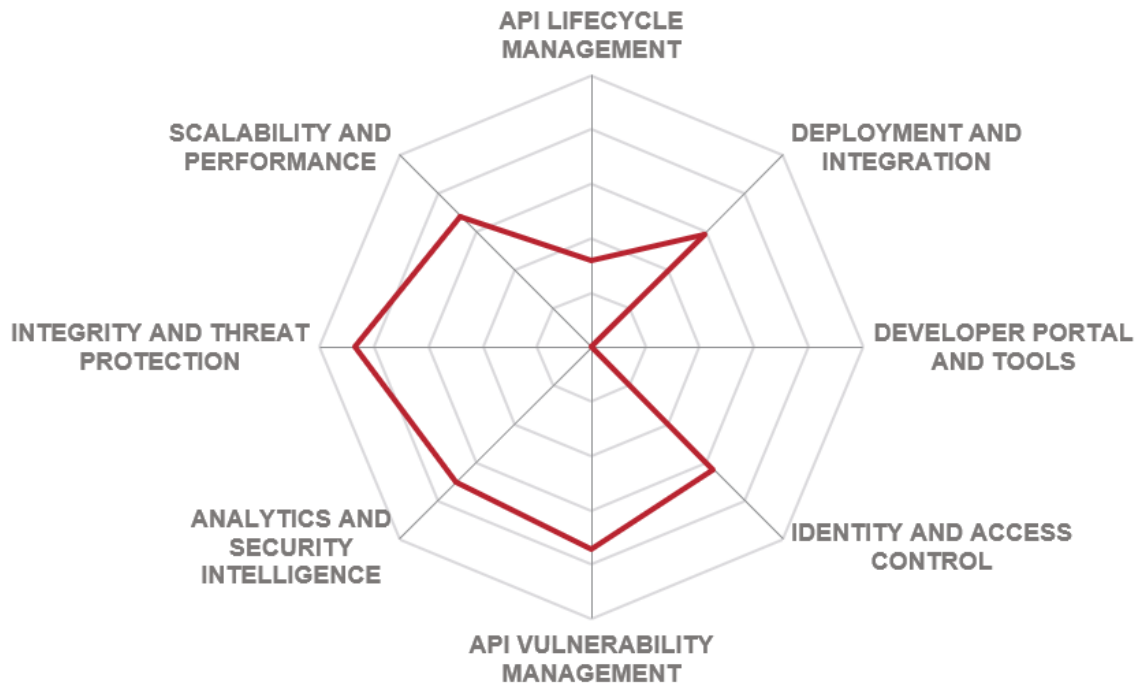 API LIFECYCLE
MANAGEMENT
DEPLOYMENT AND
INTEGRATION
DEVELOPER PORTAL
AND TOOLS
IDENTITY AND ACCESS
CONTROL
API VULNERABILITY
MANAGEMENT
ANALYTICS AND
SECURITY
INTELLIGENCE
INTEGRITY AND THREAT
PROTECTION
SCALABILITY AND
PERFORMANCE